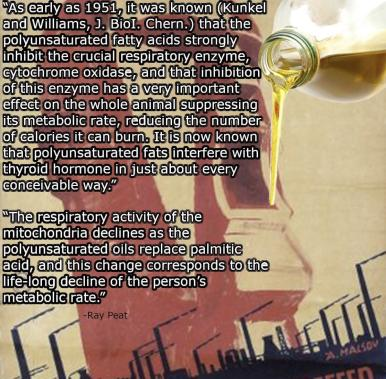 “As early as 1951, it was known (Kunkel
and Williams, J. BioI. Chern.) that the
polyunsaturated fatty acids strongly
inhibit the crucial respiratory enzyme,
cytochrome oxidase, and that inhibition
of this enzyme has a very important
effect on the whole animal suppressing
its metabolic rate, reducing the number
of calories it can burn. It is now known
that polyunsaturated fats interfere with
thyroid hormone in just about every
conceivable way.”
“The respiratory activity of the
mitochondria declines as the
polyunsaturated oils replace palmitic
acid, and this change corresponds to the
life-long decline of the person’s
metabolic rate.”
-Ray Peat
A. MALSOV